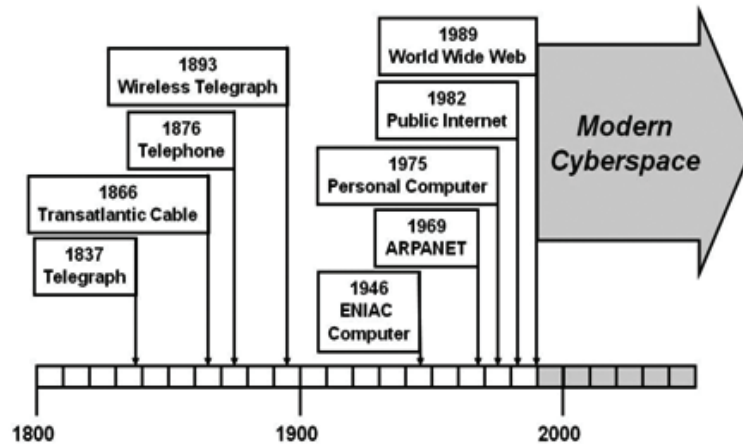 1989
World Wide Web
1893
Wireless Telegraph
1982
Public Internet
1876
Telephone
Modern
Cyberspace
1975
Personal Computer
1866
Transatlantic Cable
1969
ARPANET
1837
Telegraph
1946
ENIAC
Computer
1800
1900
2000